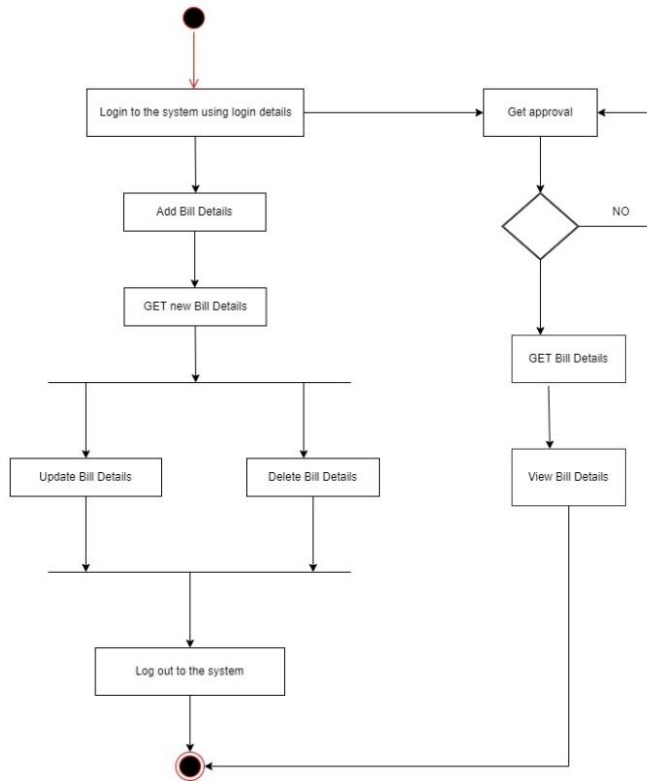 Login to the system using login details
Get approval
Add Bill Details
NO
GET new Bill Details
GET Bill Details
Update Bill Details
Delete Bill Details
View Bill Details
Log out to the system